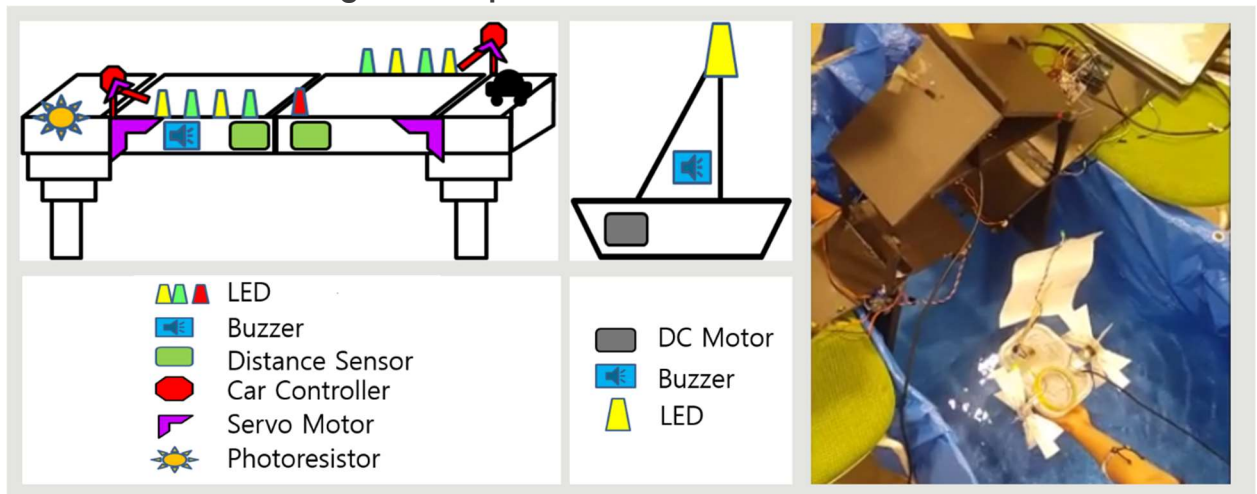 LED
Buzzer
Distance Sensor
Car Controller
Servo Motor
Photoresistor
DC Motor
Buzzer
LED